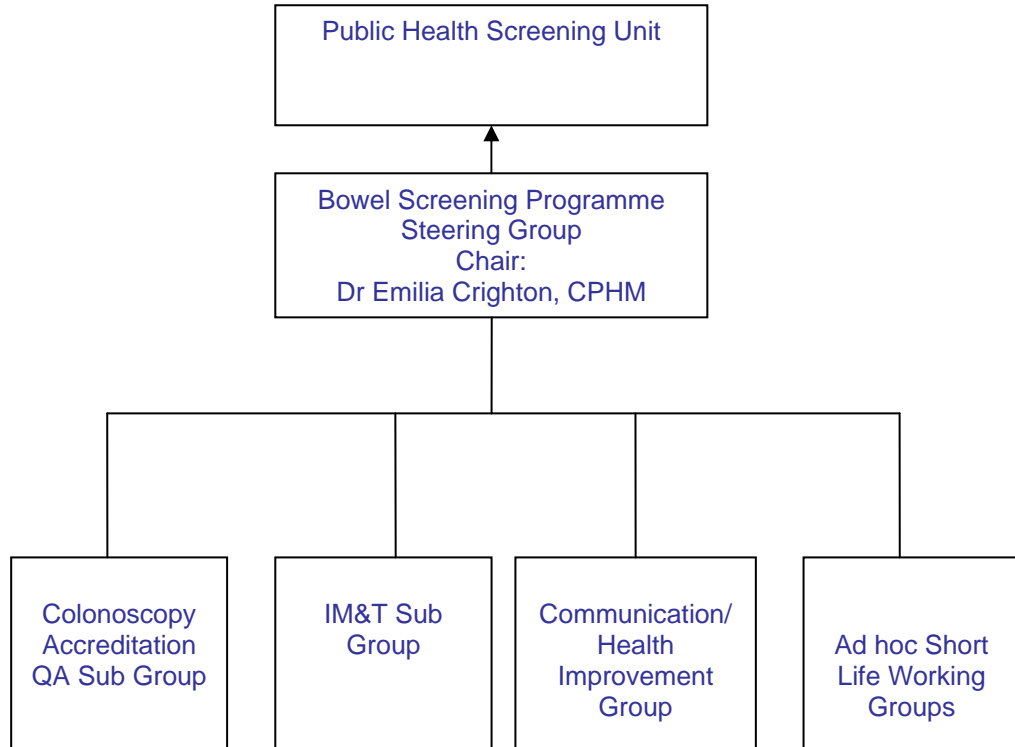 Public Health Screening Unit
Bowel Screening Programme
Steering Group
Chair:
Dr Emilia Crighton, CPHM
Colonoscopy
Accreditation
QA Sub Group
IM&T Sub
Group
Communication/
Health
Improvement
Group
Ad hoc Short
Life Working
Groups